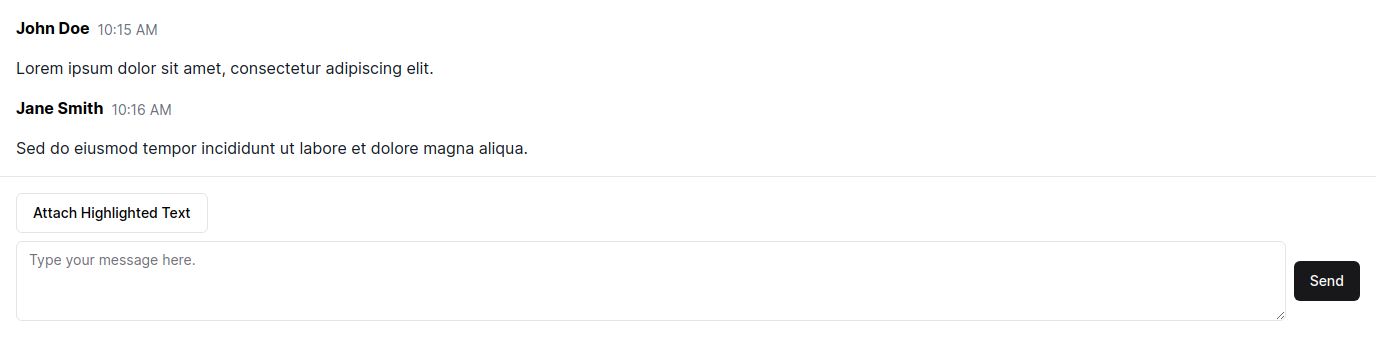 John Doe 10:15 AM
Lorem ipsum dolor sit amet, consectetur adipiscing elit.
Jane Smith 10:16 AM
Sed do eiusmod tempor incididunt ut labore et dolore magna aliqua.
Attach Highlighted Text
Type your message here.
Send